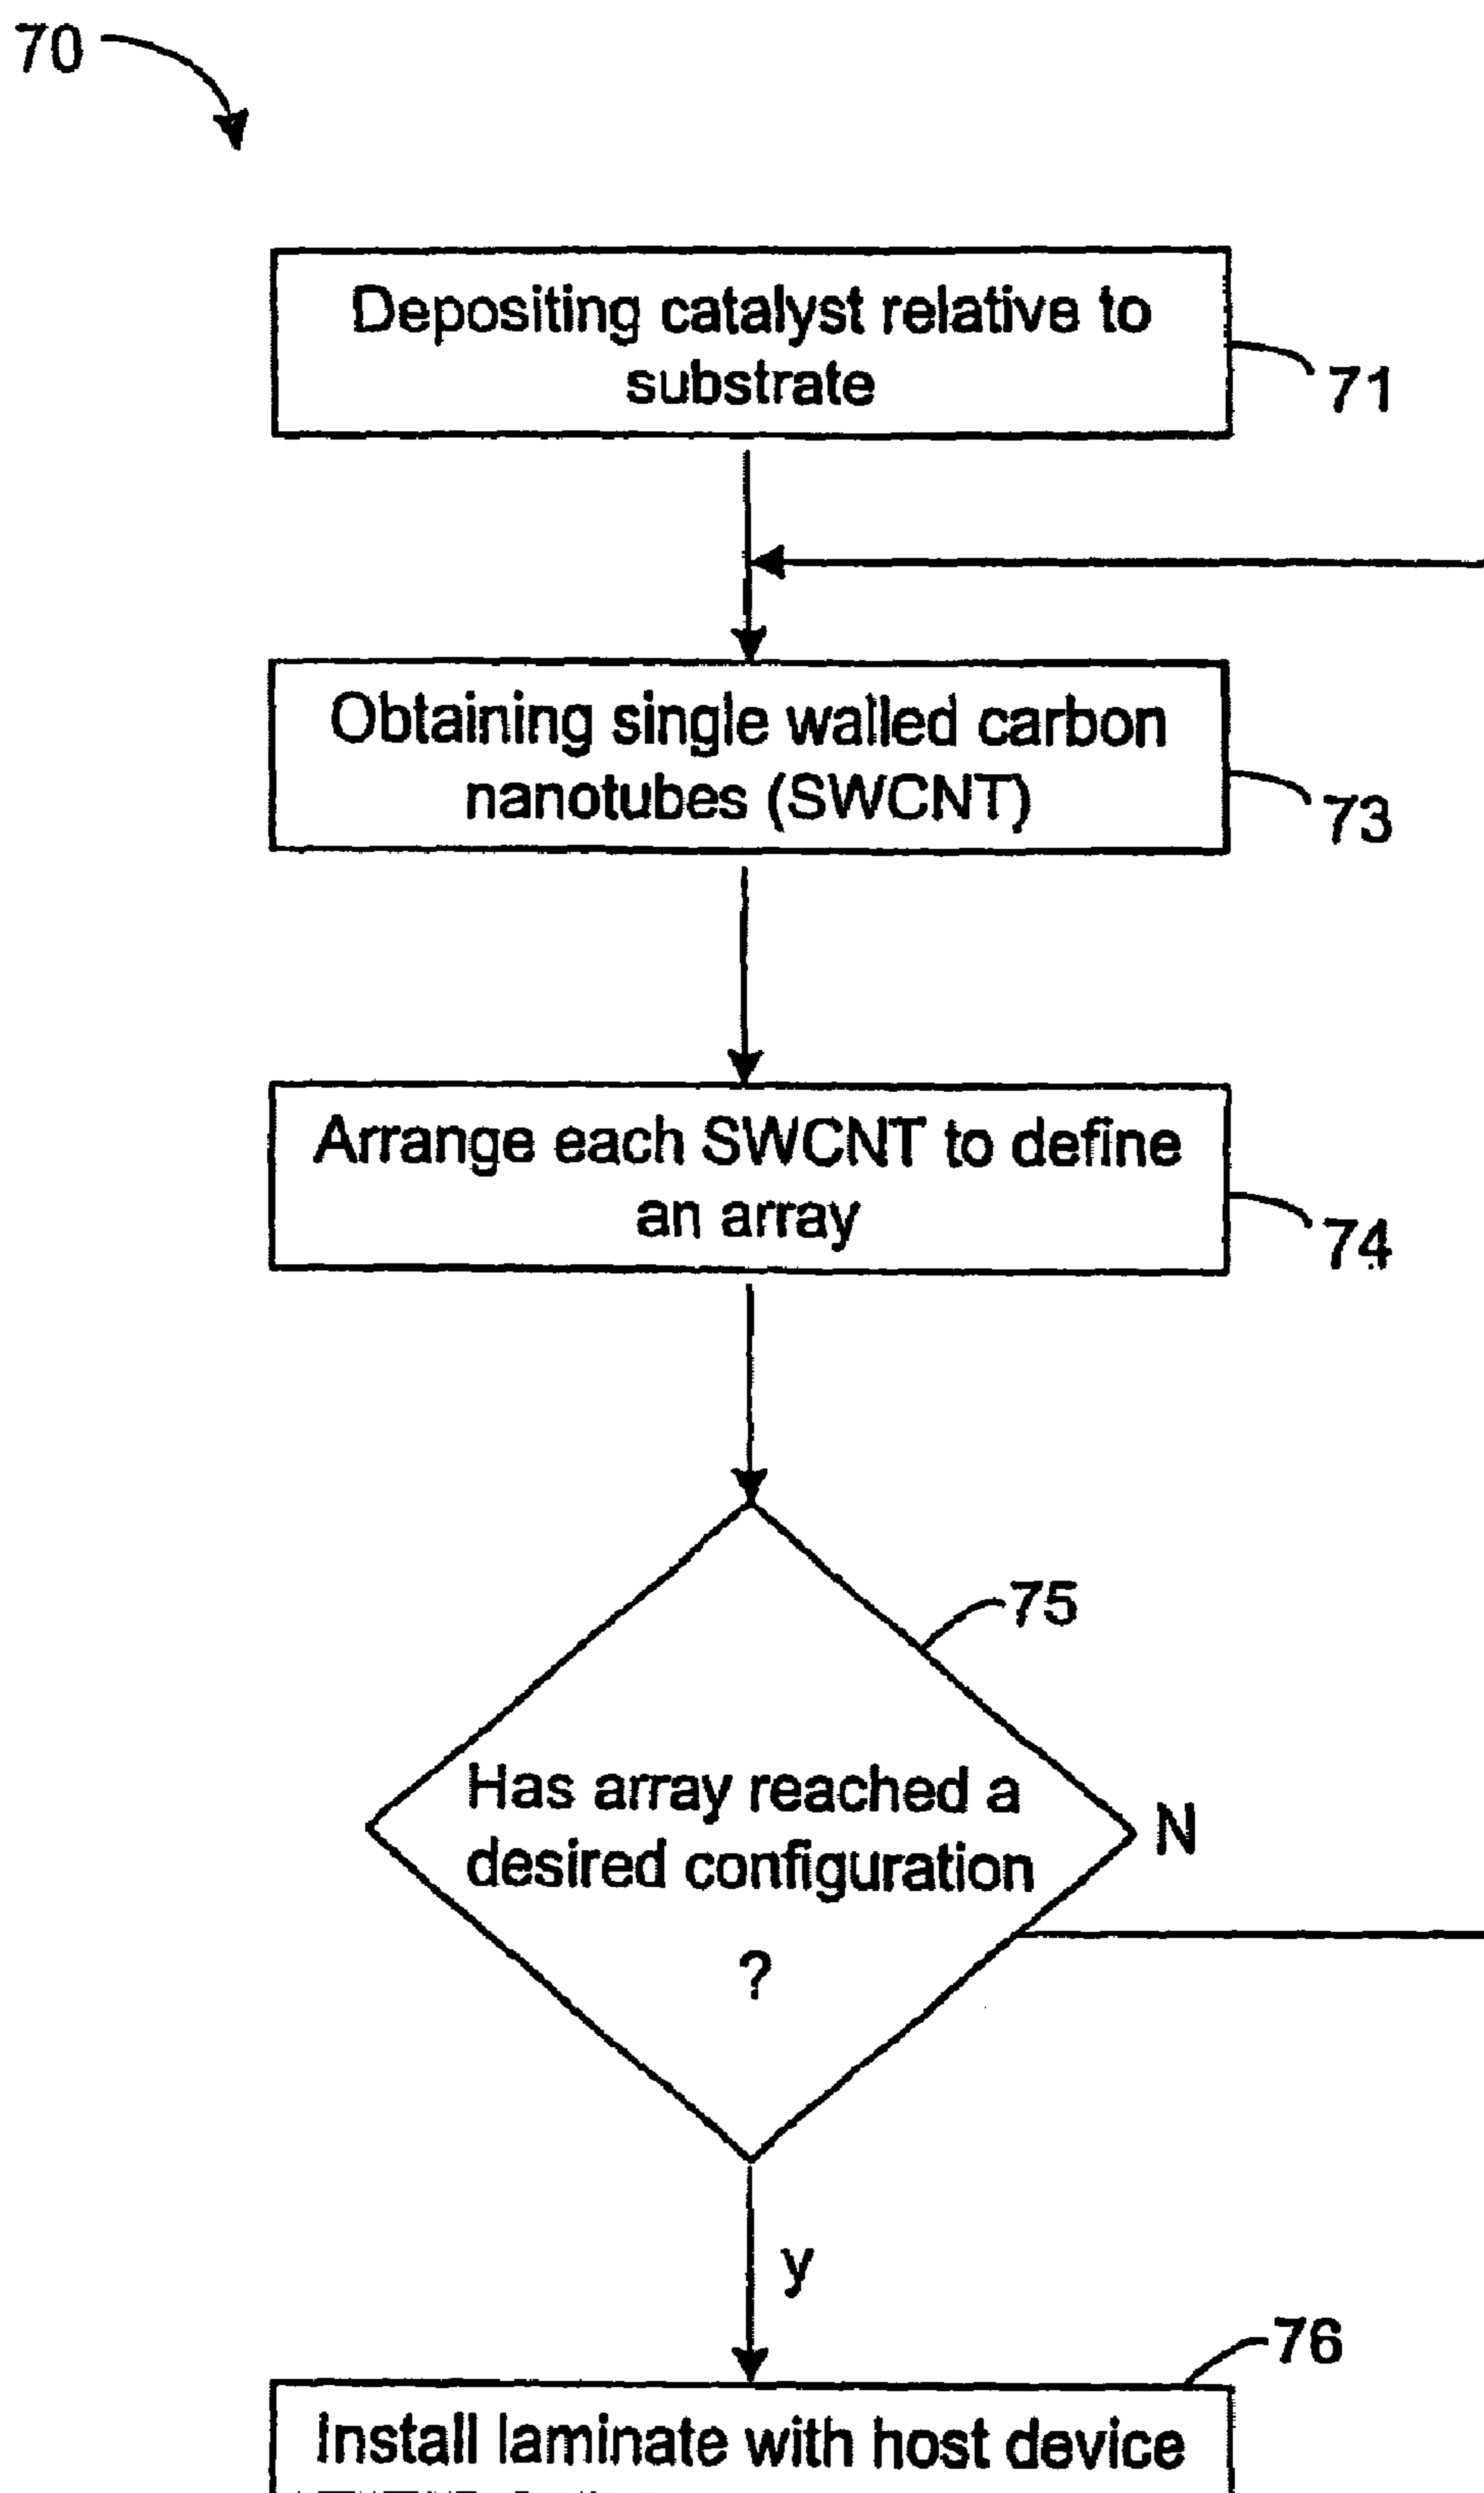 70
Depositing catalyst relative to
substrate
71
Obtaining single walled carbon
nanotubes (SWCNT)
73
Arrange each SWCNT to define
an array
74
75
Has array reached a
desired configuration
?
N
y
76
Install laminate with host device